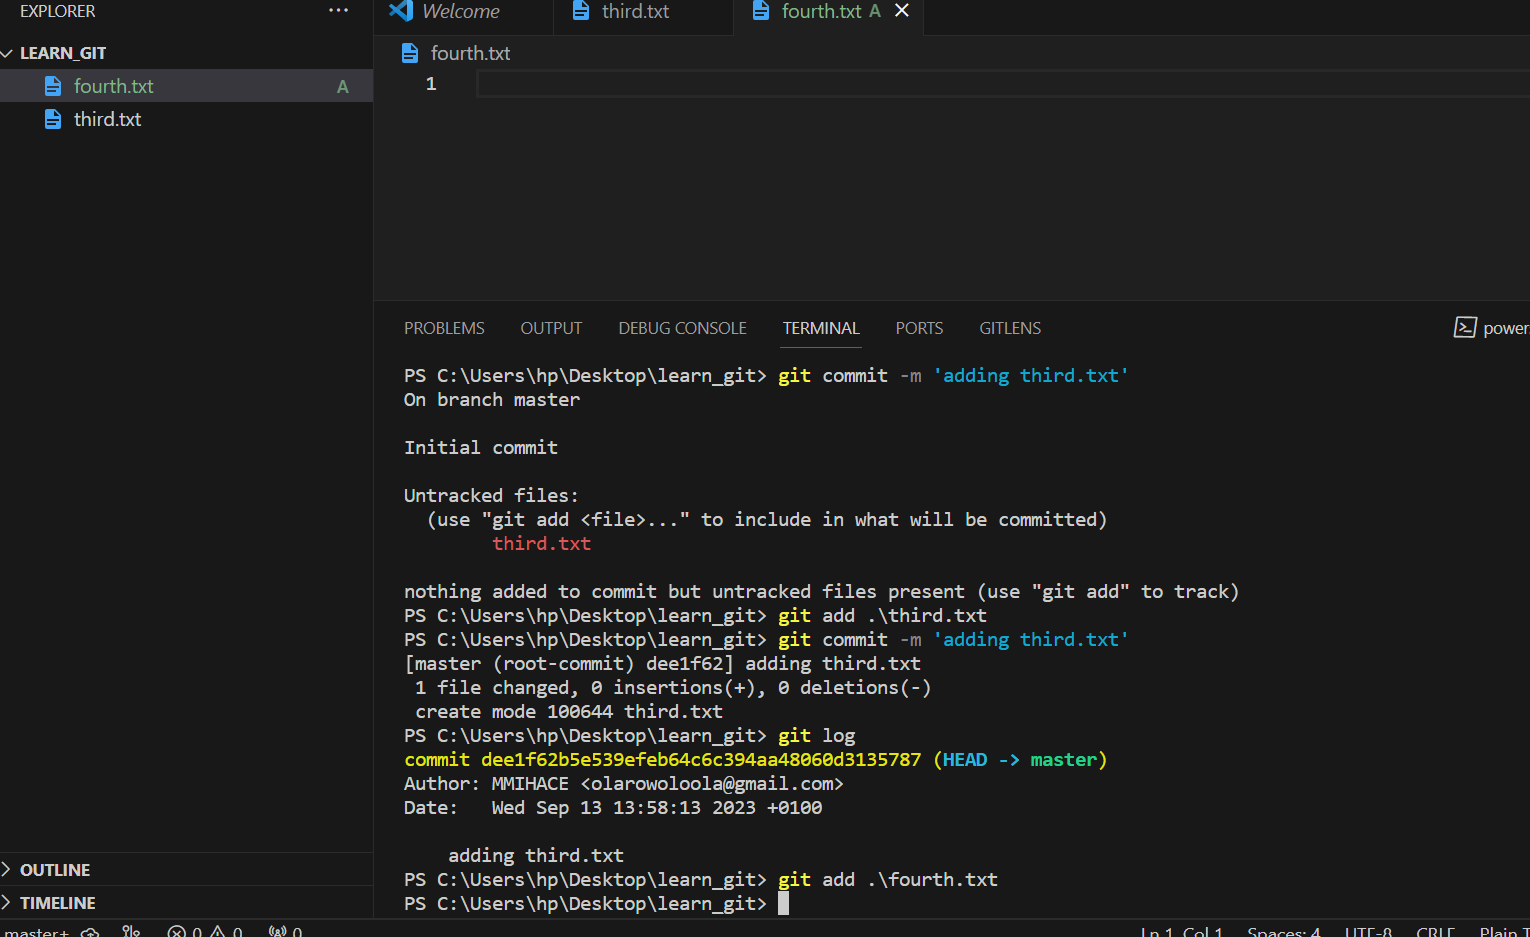 EXPLORER
LEARN_GIT
fourth.txt A
third.txt
OUTLINE
TIMELINE
Welcome
third.txt
fourth.txt A
fourth.txt
1
PROBLEMS OUTPUT DEBUG CONSOLE TERMINAL PORTS GITLENS
power
PS C:\Users\hp\Desktop\learn_git> git commit -m 'adding third.txt'
On branch master
Initial commit
Untracked files:
(use "git add <file>..." to include in what will be committed)
third.txt
nothing added to commit but untracked files present (use "git add" to track)
PS C:\Users\hp\Desktop\learn_git> git add .\third.txt
PS C:\Users\hp\Desktop\learn_git> git commit -m 'adding third.txt'
[master (root-commit) dee1f62] adding third.txt
1 file changed, 0 insertions(+), 0 deletions(-)
create mode 100644 third.txt
PS C:\Users\hp\Desktop\learn_git> git log
commit dee1f62b5e539efeb64c6c394aa48060d3135787 (HEAD -> master)
Author: MMIHACE <olarowoloola@gmail.com>
Date: Wed Sep 13 13:58:13 2023 +0100
adding third.txt
PS C:\Users\hp\Desktop\learn_git> git add .\fourth.txt
PS C:\Users\hp\Desktop\learn_git>
master+ 0 0 0 Ln 1, Col 1 Spaces: 4 UTF-8 CRLF Plain T